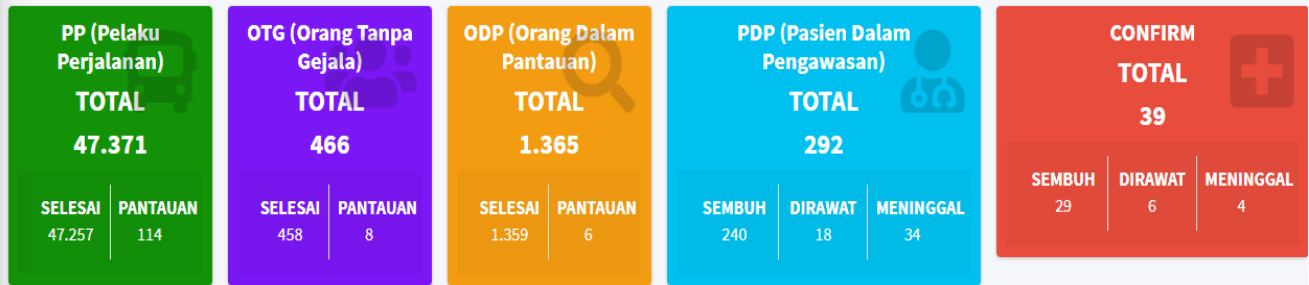 PP (Pelaku
Perjalanan)
TOTAL
47.371
SELESAI PANTAUAN
47.257 114
OTG (Orang Tanpa
Gejala)
TOTAL
466
SELESAI PANTAUAN
458 8
ODP (Orang Dalam
Pantauan)
TOTAL
1.365
SELESAI PANTAUAN
1.359 6
PDP (Pasien Dalam
Pengawasan)
TOTAL
292
SEMBUH DIRAWAT MENINGGAL
240 18 34
CONFIRM
TOTAL
39
SEMBUH DIRAWAT MENINGGAL
29 6 4